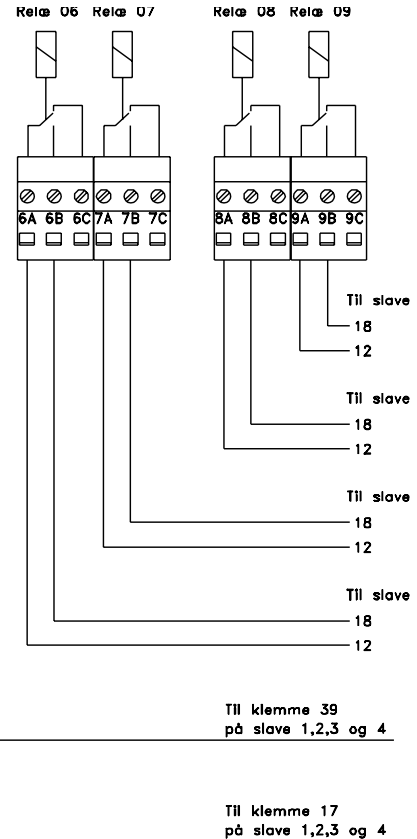 Relæ 06 Relæ 07 Relæ 08 Relæ 09
6A 6B 6C 7A 7B 7C 8A 8B 8C 9A 9B 9C
Til slave
18
12
Til slave
18
12
Til slave
18
12
Til slave
18
12
Til klemme 39
på slave 1,2,3 og 4
Til klemme 17
på slave 1,2,3 og 4